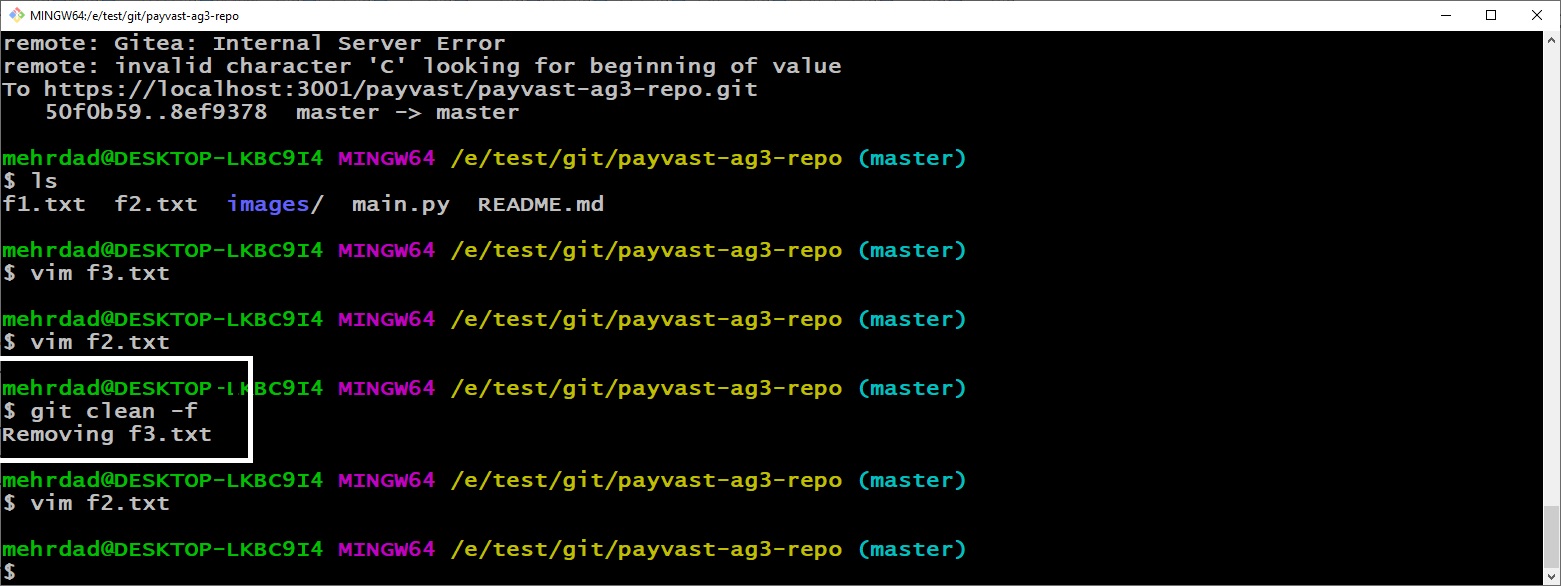 MINGW64:/e/test/git/payvast-ag3-repo
remote: Gitea: Internal Server Error
remote: invalid character 'C' looking for beginning of value
To https://localhost:3001/payvast/payvast-ag3-repo.git
   50f0b59..8ef9378  master -> master
mehrdad@DESKTOP-LKBC9I4 MINGW64 /e/test/git/payvast-ag3-repo (master)
$ ls
f1.txt  f2.txt  images/  main.py  README.md
mehrdad@DESKTOP-LKBC9I4 MINGW64 /e/test/git/payvast-ag3-repo (master)
$ vim f3.txt
mehrdad@DESKTOP-LKBC9I4 MINGW64 /e/test/git/payvast-ag3-repo (master)
$ vim f2.txt
mehrdad@DESKTOP-LKBC9I4 MINGW64 /e/test/git/payvast-ag3-repo (master)
$ git clean -f
Removing f3.txt
mehrdad@DESKTOP-LKBC9I4 MINGW64 /e/test/git/payvast-ag3-repo (master)
$ vim f2.txt
mehrdad@DESKTOP-LKBC9I4 MINGW64 /e/test/git/payvast-ag3-repo (master)
$